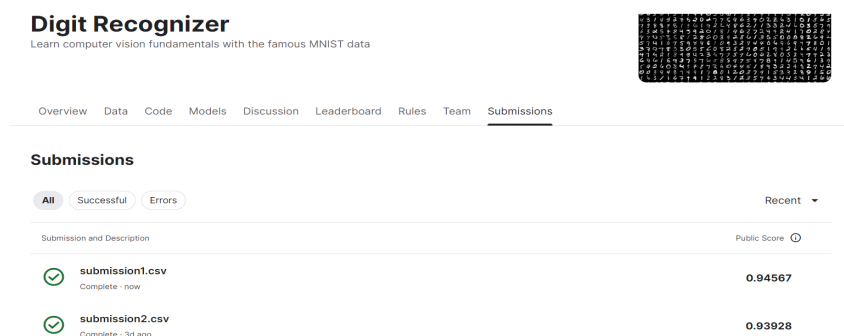 Digit Recognizer
Learn computer vision fundamentals with the famous MNIST data
Overview Data Code Models Discussion Leaderboard Rules Team Submissions
Submissions
All Successful Errors Recent
Submission and Description Public Score
submission1.csv
Complete · now
0.94567
submission2.csv
Complete · 3d ago
0.93928